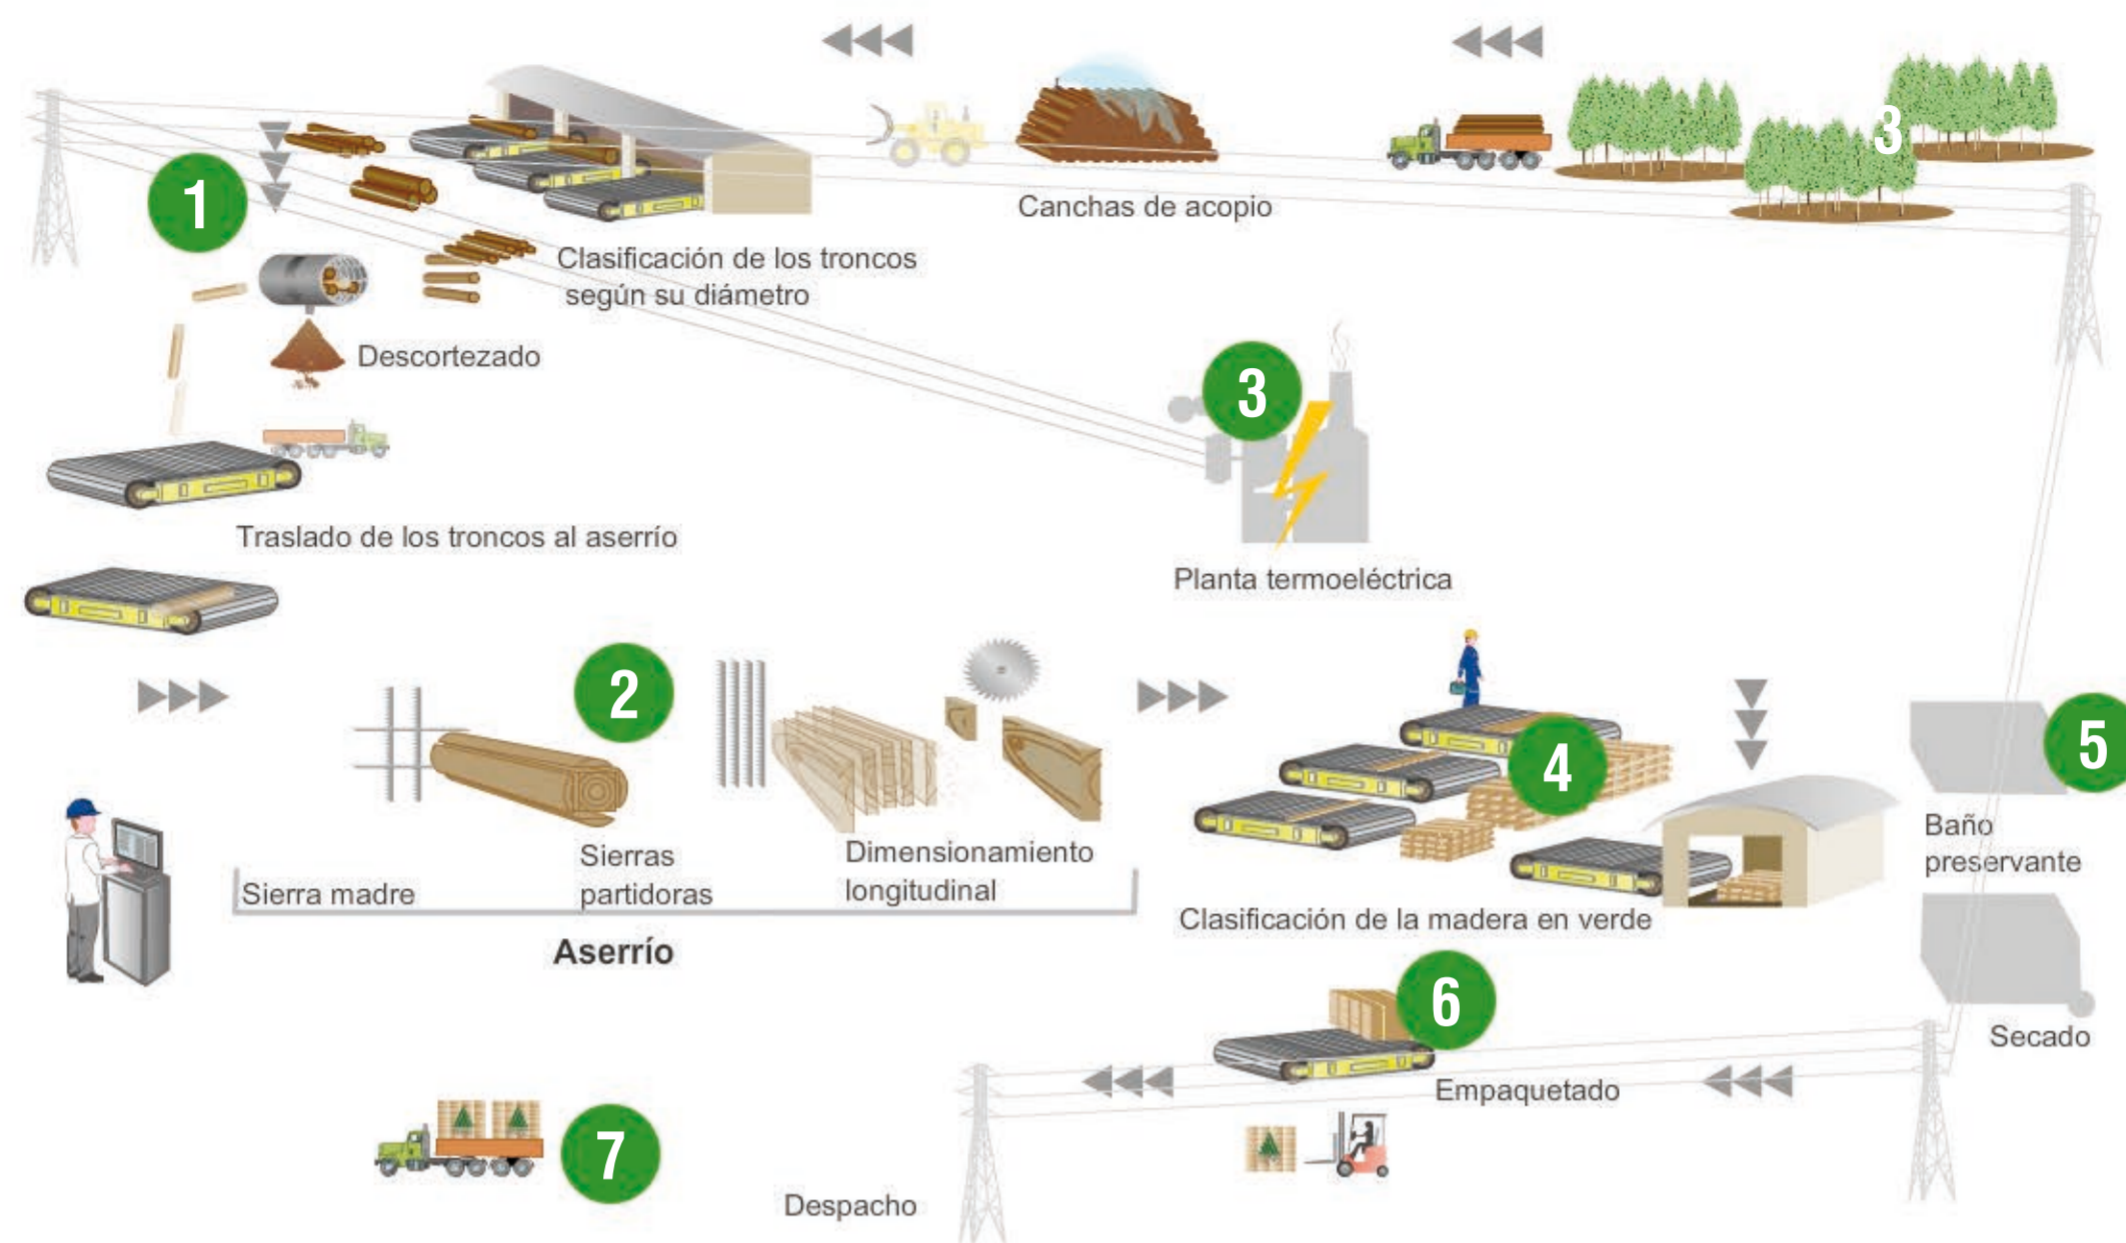 3
Canchas de acopio
1
Clasificación de los troncos
según su diámetro
Descortezado
3
Planta termoeléctrica
Traslado de los troncos al aserrío
2
Sierra madre
Sierras
partidoras
Dimensionamiento
longitudinal
Aserrío
4
Clasificación de la madera en verde
5
Baño
preservante
Secado
6
Empaquetado
7
Despacho